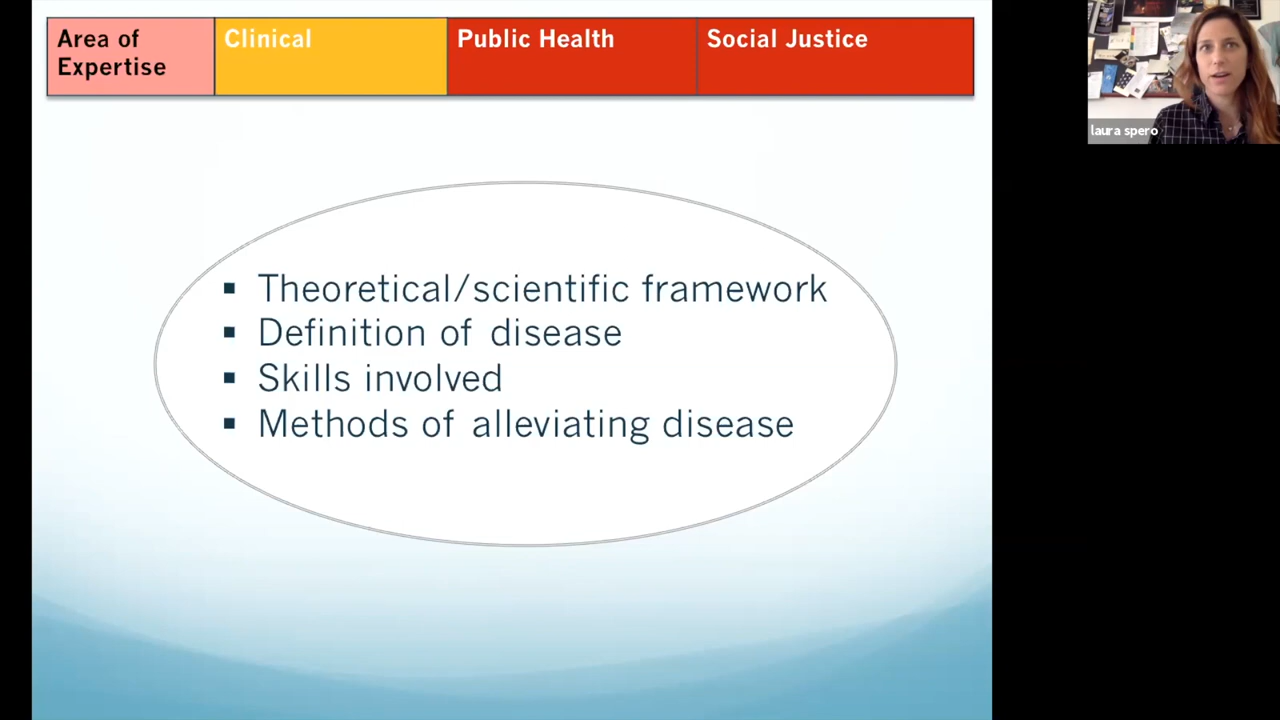 Area of
Expertise
Clinical
Public Health
Social Justice
laura spero
▪ Theoretical/scientific framework
▪ Definition of disease
▪ Skills involved
▪ Methods of alleviating disease